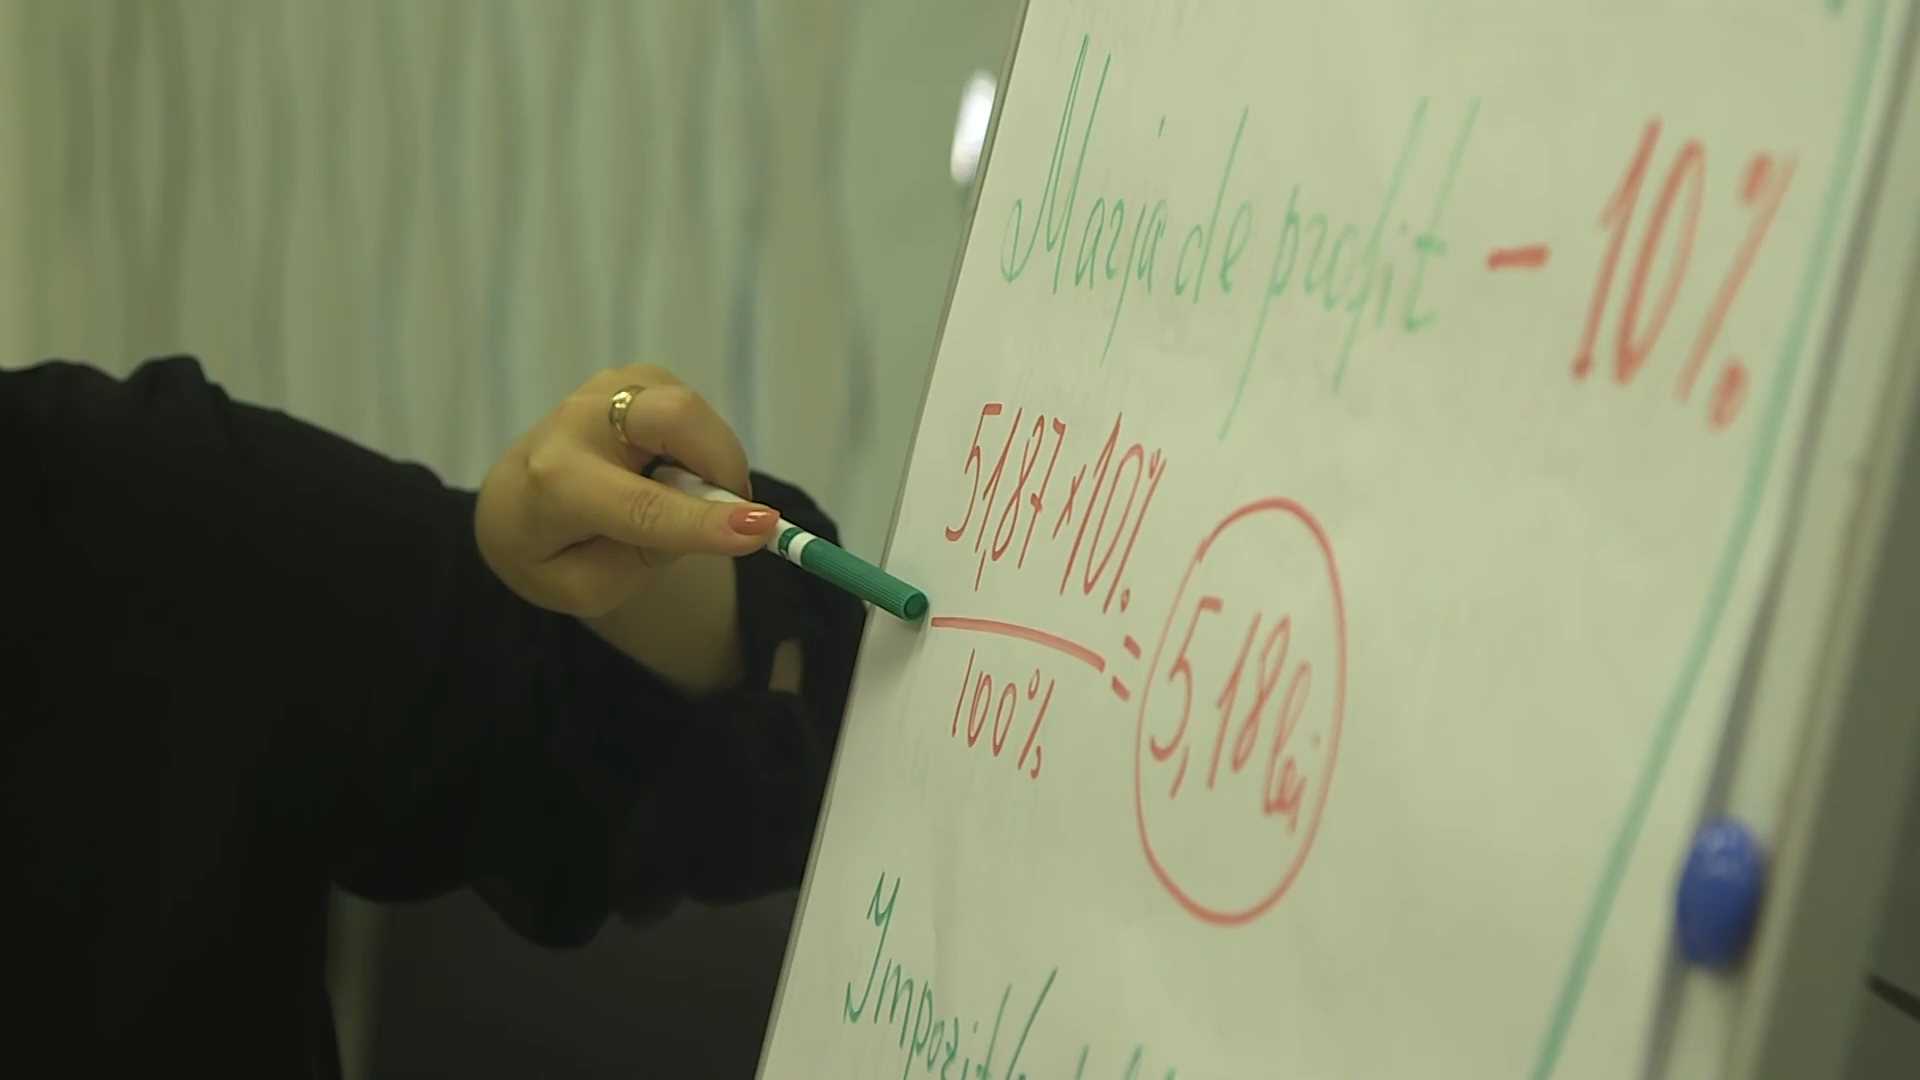 Marja de profit - 10%
51,87 × 10%
100%
= 5,18 lei